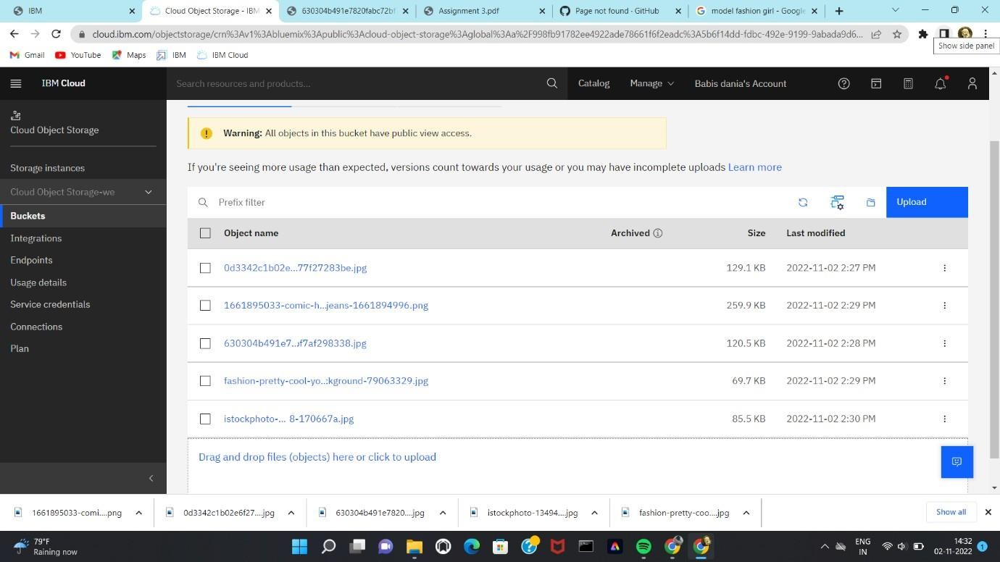 IBM
Cloud Object Storage - IBM
630304b491e7820fabc72bf
Assignment 3.pdf
Page not found · GitHub
model fashion girl - Google
cloud.ibm.com/objectstorage/crn%3Av1%3Abluemix%3Apublic%3Acloud-object-storage%3Aglobal%3Aa%2F998fb91782ee4922ade78661f6f2eadc%3A5b6f14dd-fdbc-492e-9199-9abada9d6...
Show side panel
Gmail
YouTube
Maps
IBM
IBM Cloud
IBM Cloud
Search resources and products...
Catalog
Manage
Babis dania's Account
Cloud Object Storage
Storage instances
Cloud Object Storage-we
Buckets
Integrations
Endpoints
Usage details
Service credentials
Connections
Plan
Warning: All objects in this bucket have public view access.
If you're seeing more usage than expected, versions count towards your usage or you may have incomplete uploads Learn more
Prefix filter
Upload
Object name Archived Size Last modified
0d3342c1b02e...77f27283be.jpg 129.1 KB 2022-11-02 2:27 PM
1661895033-comic-h...jeans-1661894996.png 259.9 KB 2022-11-02 2:29 PM
630304b491e7...f7af298338.jpg 120.5 KB 2022-11-02 2:28 PM
fashion-pretty-cool-yo...kground-79063329.jpg 69.7 KB 2022-11-02 2:29 PM
istockphoto-... 8-170667a.jpg 85.5 KB 2022-11-02 2:30 PM
Drag and drop files (objects) here or click to upload
1661895033-comi....png
0d3342c1b02e6f27....jpg
630304b491e7820....jpg
istockphoto-13494....jpg
fashion-pretty-coo....jpg
Show all
79°F
Raining now
ENG
IN
14:32
02-11-2022
1